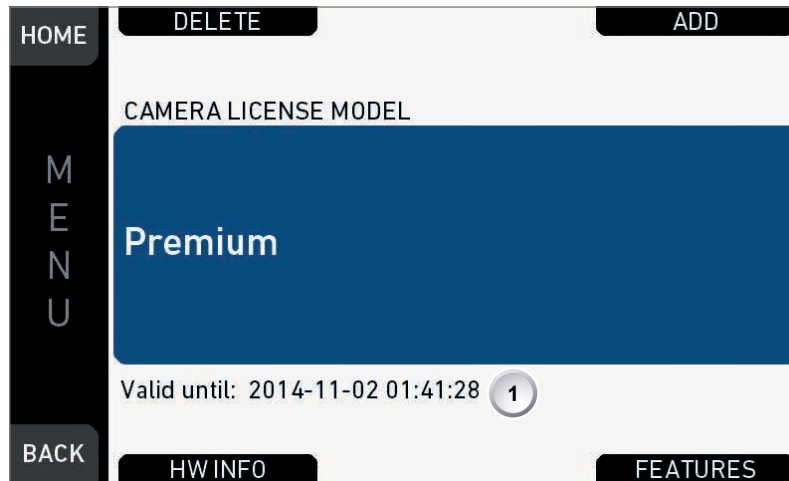 HOME
DELETE
ADD
CAMERA LICENSE MODEL
MENU
Premium
Valid until: 2014-11-02 01:41:28
1
BACK
HW INFO
FEATURES